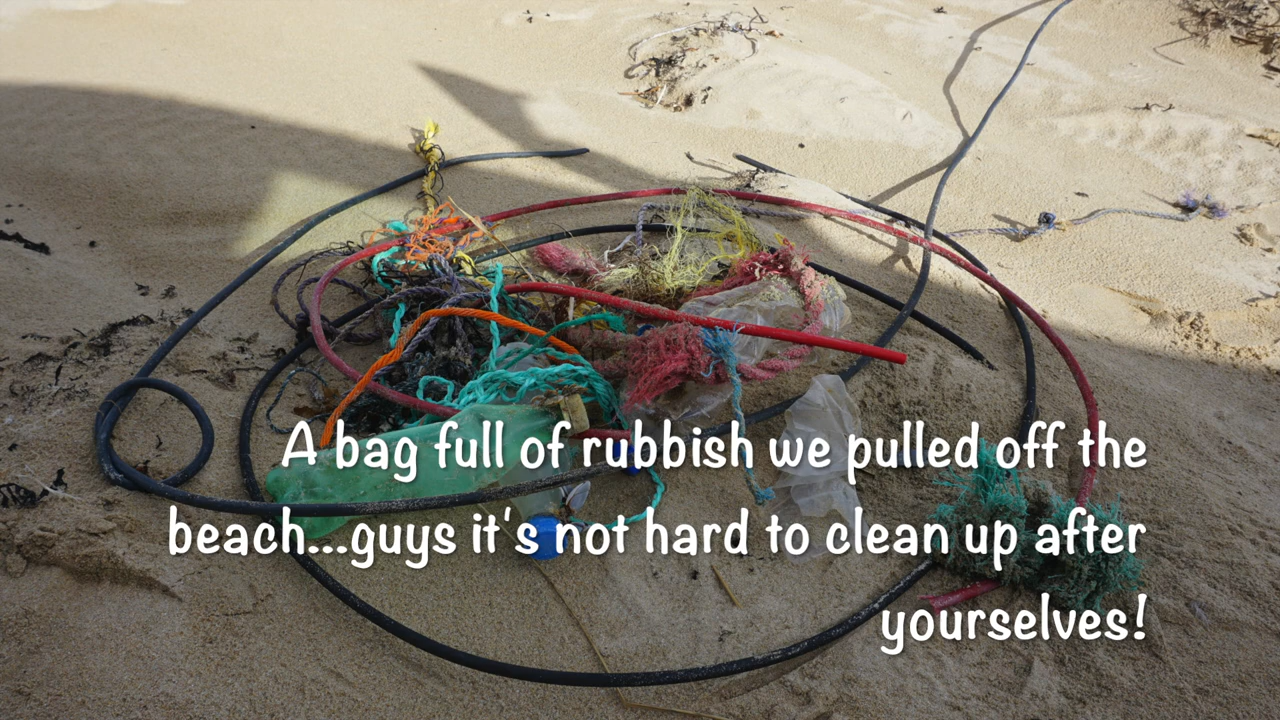 A bag full of rubbish we pulled off the
beach...guys it's not hard to clean up after
yourselves!